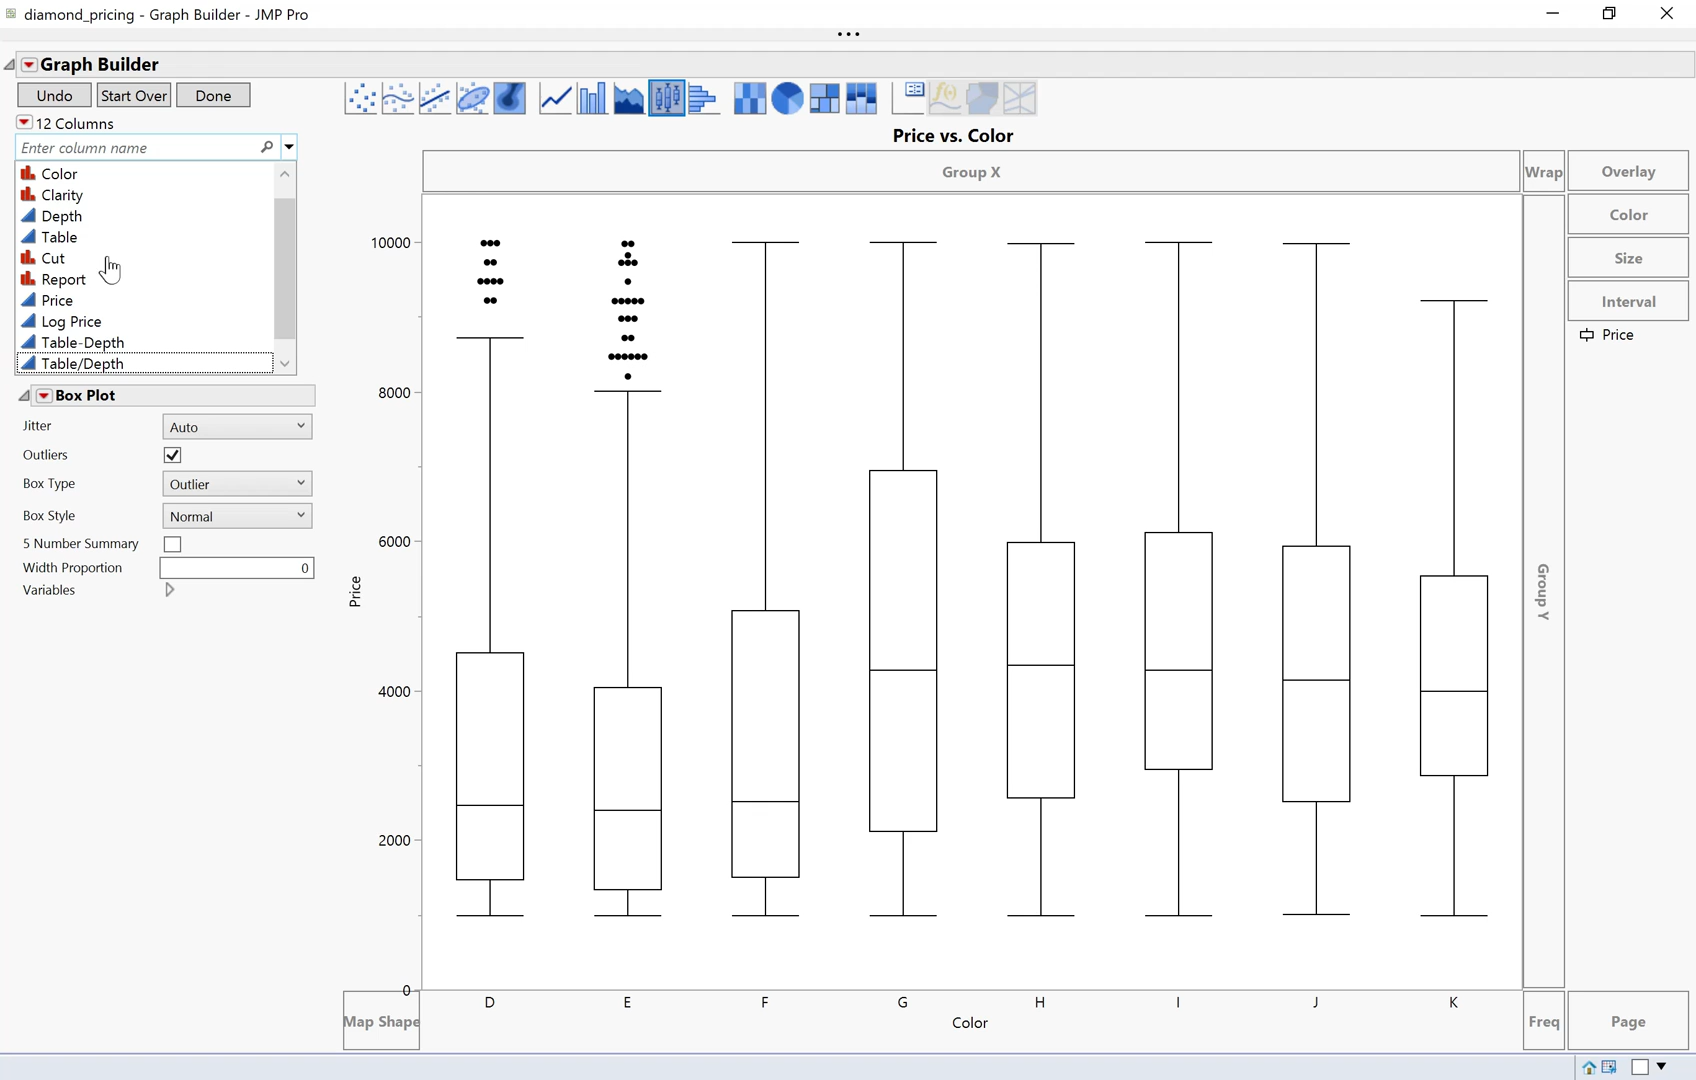 diamond_pricing - Graph Builder - JMP Pro
Graph Builder
Undo Start Over Done
12 Columns
Enter column name
Color
Clarity
Depth
Table
Cut
Report
Price
Log Price
Table-Depth
Table/Depth
Box Plot
Jitter Auto
Outliers
Box Type Outlier
Box Style Normal
5 Number Summary
Width Proportion 0
Variables
Price vs. Color
Group X
Wrap
Overlay
Color
Size
Interval
Price
Group Y
Price
10000
8000
6000
4000
2000
0
D E F G H I J K
Color
Map Shape
Freq
Page